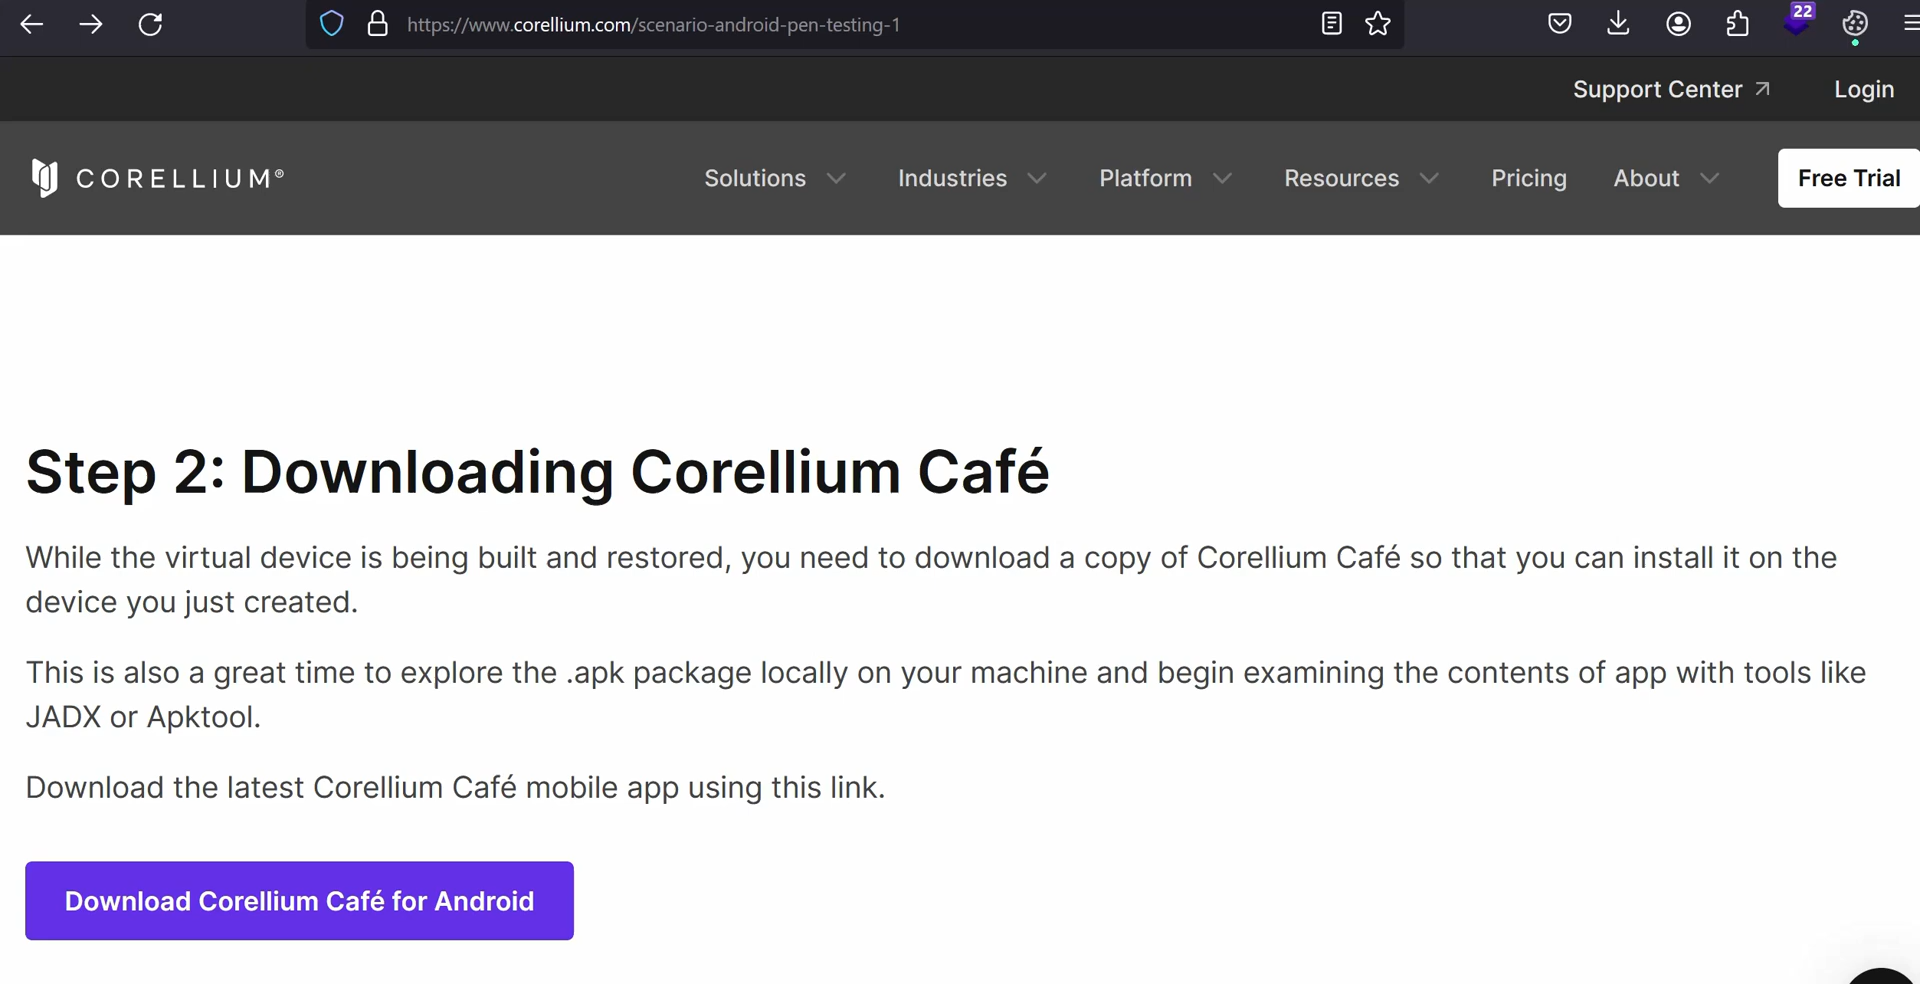 https://www.corellium.com/scenario-android-pen-testing-1
22
Support Center
Login
CORELLIUM®
Solutions
Industries
Platform
Resources
Pricing
About
Free Trial
Step 2: Downloading Corellium Café
While the virtual device is being built and restored, you need to download a copy of Corellium Café so that you can install it on the
device you just created.
This is also a great time to explore the .apk package locally on your machine and begin examining the contents of app with tools like
JADX or Apktool.
Download the latest Corellium Café mobile app using this link.
Download Corellium Café for Android